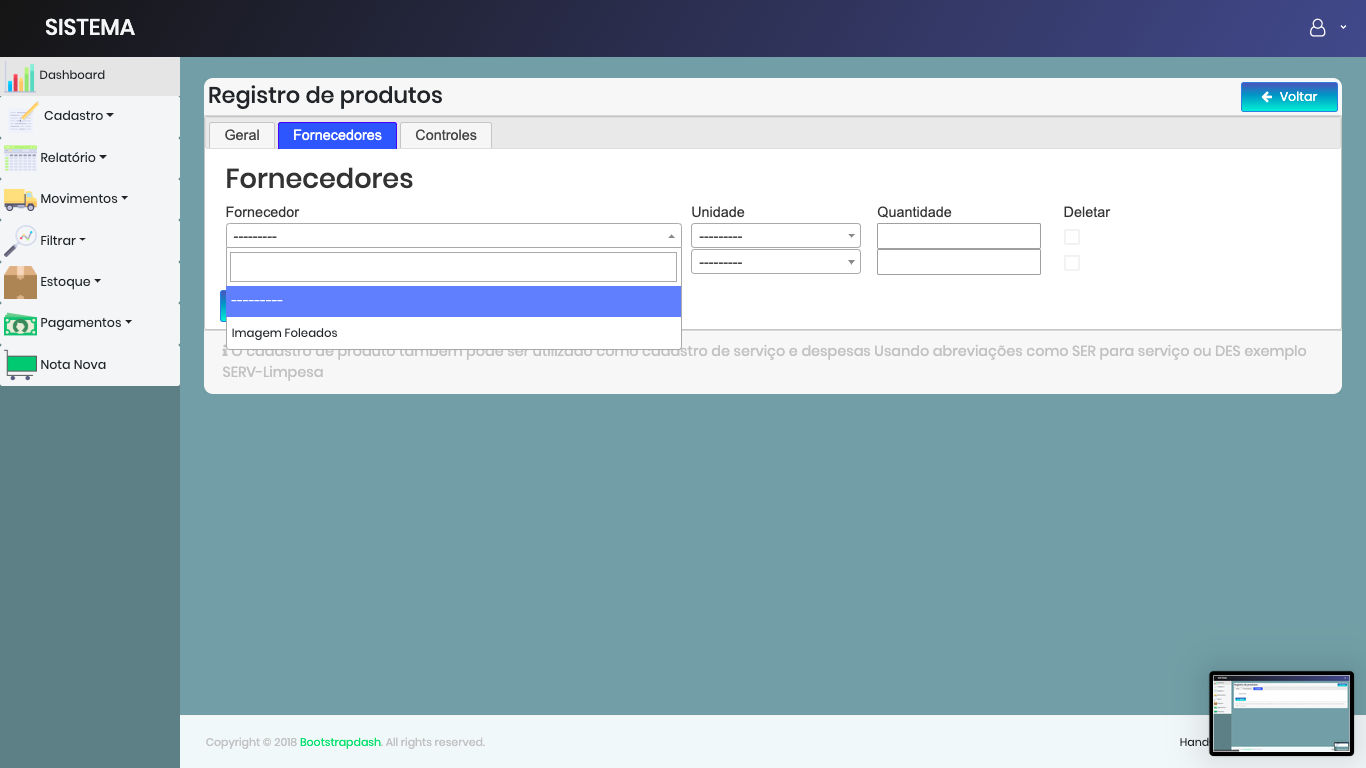 SISTEMA
Dashboard
Cadastro
Relatório
Movimentos
Filtrar
Estoque
Pagamentos
Nota Nova
Registro de produtos
Voltar
Geral Fornecedores Controles
Fornecedores
Fornecedor Unidade Quantidade Deletar
--------- ---------
---------
---------
Imagem Foleados
O cadastro de produto também pode ser utilizado como cadastro de serviço e despesas Usando abreviações como SER para serviço ou DES exemplo
SERV-Limpesa
Copyright © 2018 Bootstrapdash. All rights reserved.
Hand